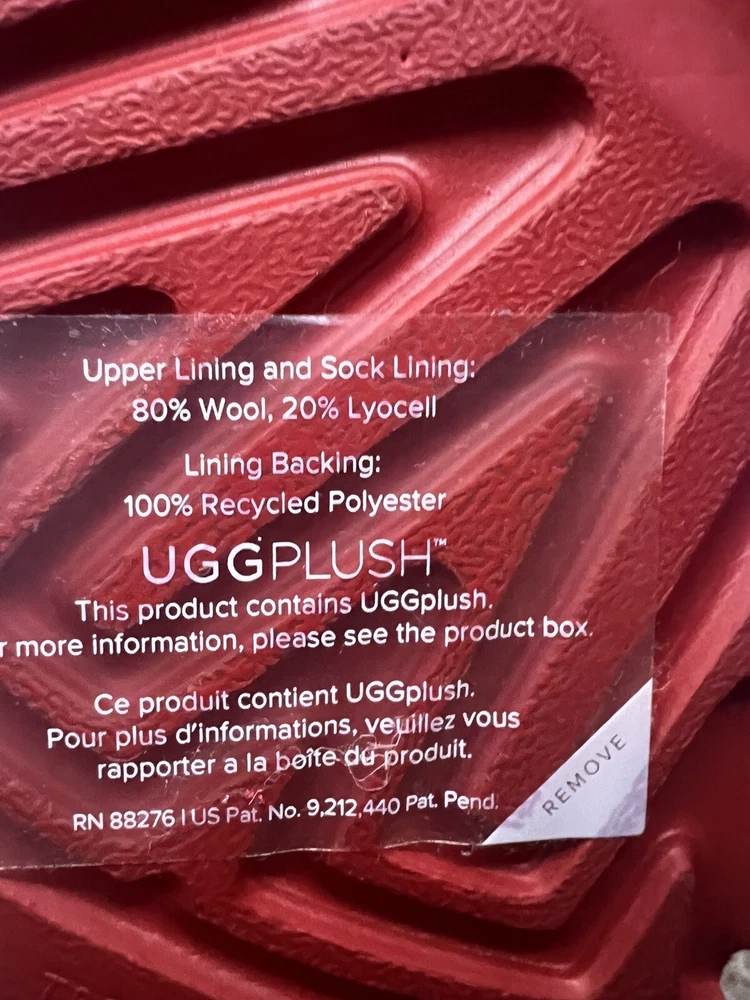 Upper Lining and Sock Lining:
80% Wool, 20% Lyocell
Lining Backing:
100% Recycled Polyester
UGGPLUSH™
This product contains UGGplush.
more information, please see the product box.
Ce produit contient UGGplush.
Pour plus d'informations, veuillez vous
rapporter a la boîte du produit.
RN 88276 | US Pat. No. 9,212,440 Pat. Pend.
REMOVE